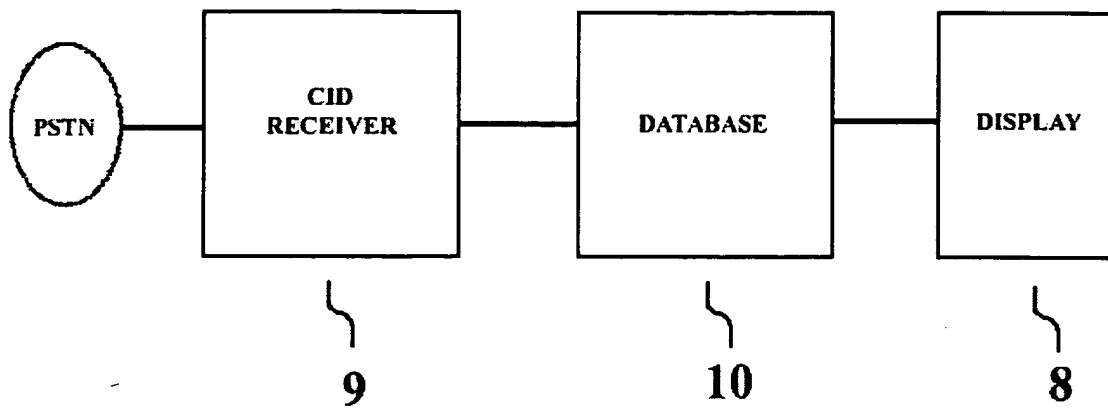 PSTN
CID
RECEIVER
DATABASE
DISPLAY
9
10
8